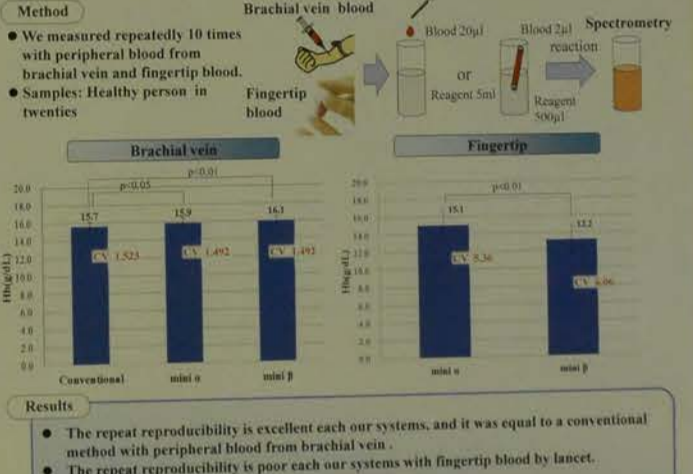 Method
Brachial vein blood
● We measured repeatedly 10 times
with peripheral blood from
brachial vein and fingertip blood.
● Samples: Healthy person in
twenties
Fingertip
blood
Blood 20μl
or
Reagent 5ml
Blood 2μl
reaction
Reagent
500μl
Spectrometry
Brachial vein
p<0.01
p<0.05
20.0
18.0
16.0
14.0
12.0
10.0
8.0
6.0
4.0
2.0
0.0
Hb(g/dL)
15.7
15.9
16.1
CV 1.523
CV 1.492
CV 1.492
Conventional
mini α
mini β
Fingertip
p<0.01
20.0
18.0
16.0
14.0
12.0
10.0
8.0
6.0
4.0
2.0
0.0
Hb(g/dL)
15.1
CV 5.36
CV
mini α
mini β
Results
● The repeat reproducibility is excellent each our systems, and it was equal to a conventional
method with peripheral blood from brachial vein .
● The repeat reproducibility is poor each our systems with fingertip blood by lancet.